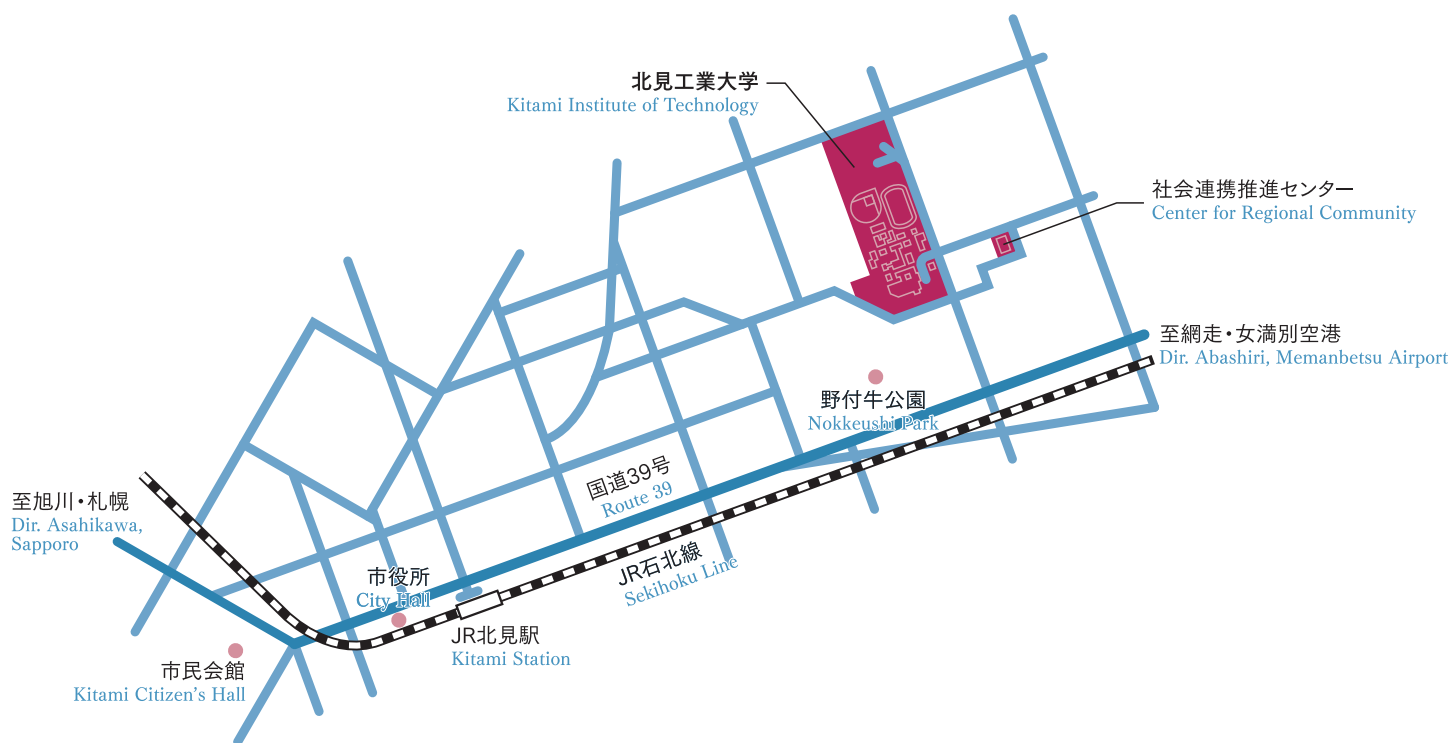 北見工業大学
Kitami Institute of Technology
社会連携推進センター
Center for Regional Community
至網走・女満別空港
Dir. Abashiri, Memanbetsu Airport
野付牛公園
Nokkeushi Park
国道39号
Route 39
至旭川・札幌
Dir. Asahikawa,
Sapporo
JR石北線
Sekihoku Line
市役所
City Hall
JR北見駅
Kitami Station
市民会館
Kitami Citizen’s Hall